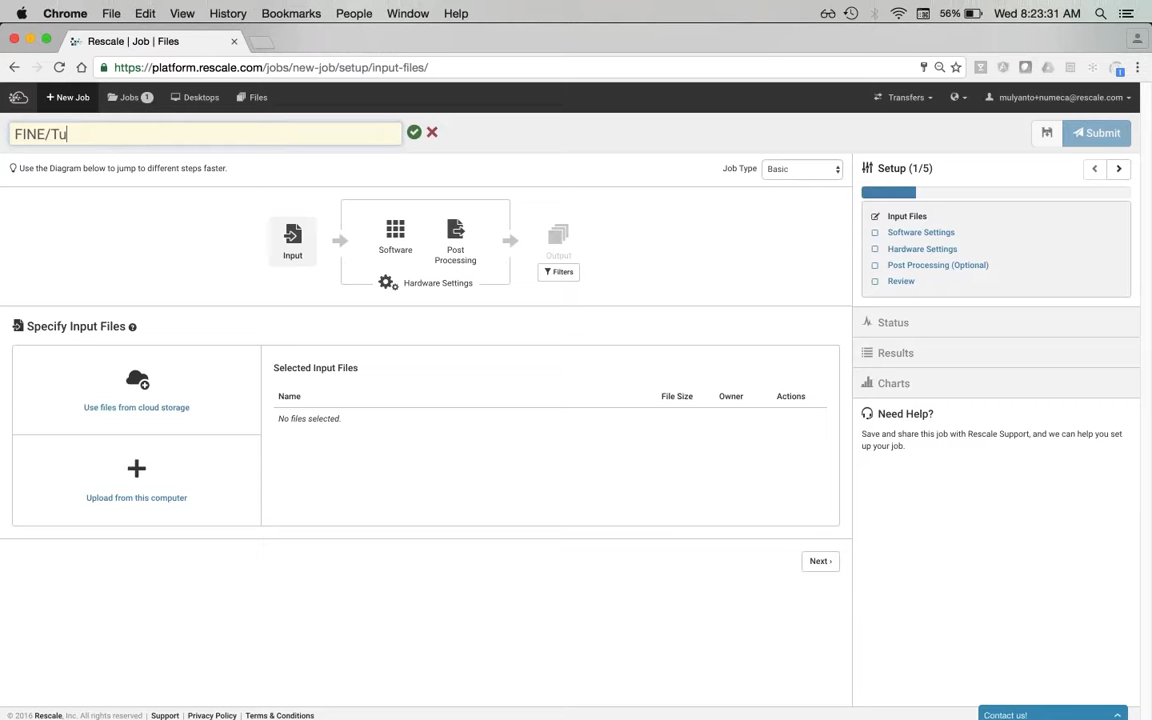 Chrome File Edit View History Bookmarks People Window Help 56% Wed 8:23:31 AM
Rescale | Job | Files
https://platform.rescale.com/jobs/new-job/setup/input-files/
New Job Jobs 1 Desktops Files Transfers mulyanto+numeca@rescale.com
FINE/Tu
Submit
Use the Diagram below to jump to different steps faster.
Job Type Basic
Input
Software
Post
Processing
Hardware Settings
Output
Filters
Setup (1/5)
Input Files
Software Settings
Hardware Settings
Post Processing (Optional)
Review
Status
Results
Charts
Need Help?
Save and share this job with Rescale Support, and we can help you set
up your job.
Specify Input Files
Use files from cloud storage
Upload from this computer
Selected Input Files
Name File Size Owner Actions
No files selected.
Next ›
© 2016 Rescale, Inc. All rights reserved | Support | Privacy Policy | Terms & Conditions
Contact us!